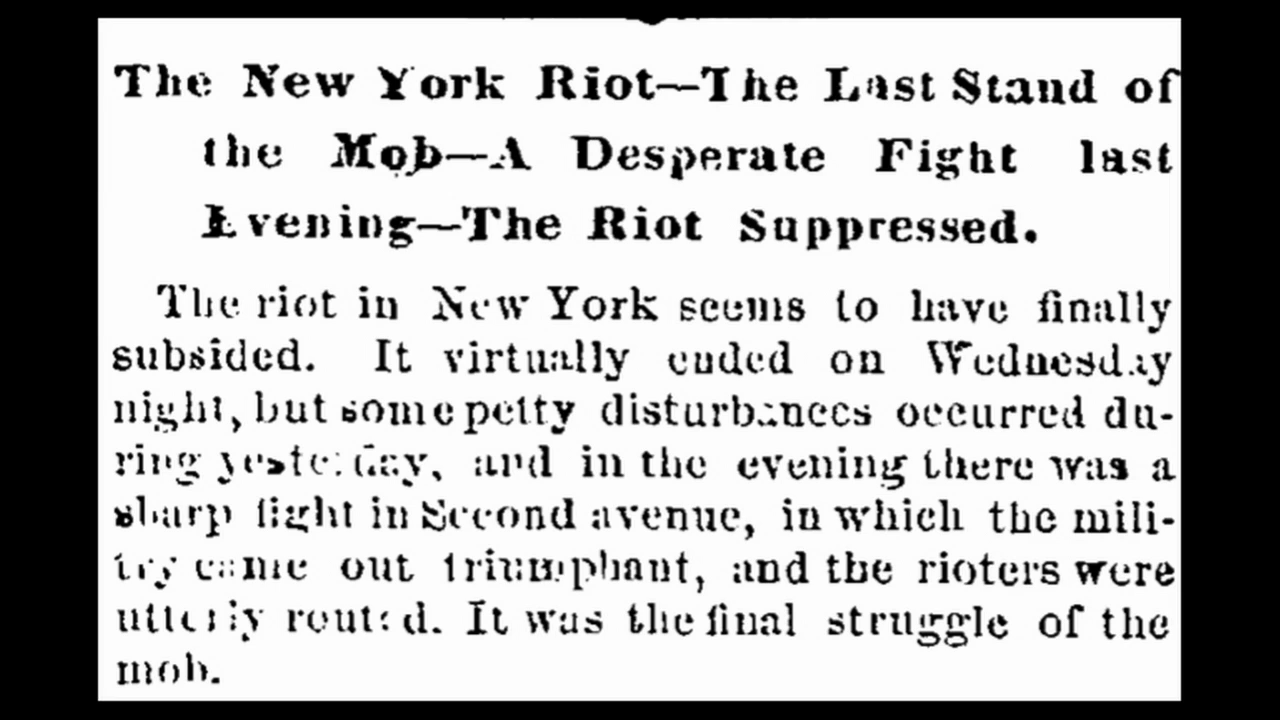 The New York Riot—The Last Stand of
the Mob—A Desperate Fight last
Evening—The Riot Suppressed.
The riot in New York seems to have finally
subsided. It virtually ended on Wednesday
night, but some petty disturbances occurred du-
ring yesterday, and in the evening there was a
sharp fight in Second avenue, in which the mili-
try came out triumphant, and the rioters were
utterly routed. It was the final struggle of the
mob.